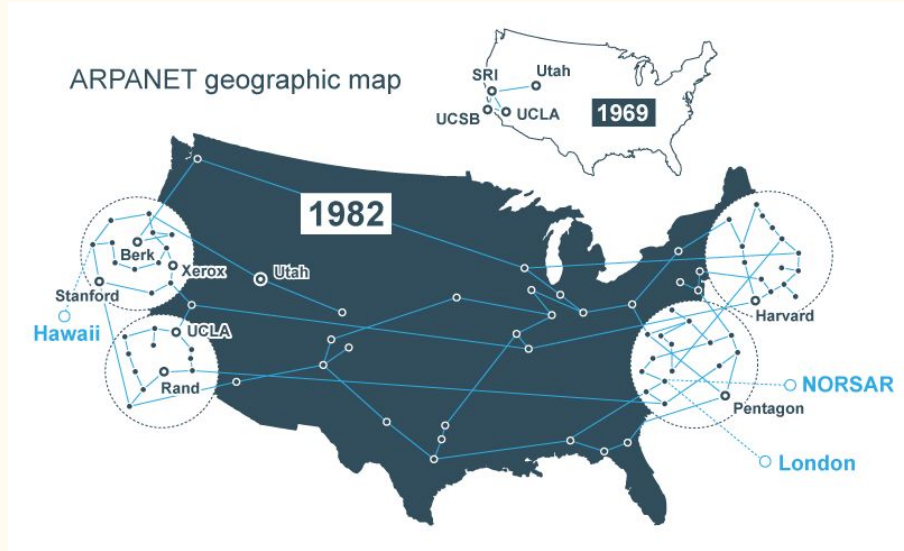 ARPANET geographic map
SRI
Utah
UCSB
UCLA
1969
1982
Berk
Xerox
Utah
Stanford
Hawaii
UCLA
Rand
Harvard
NORSAR
Pentagon
London